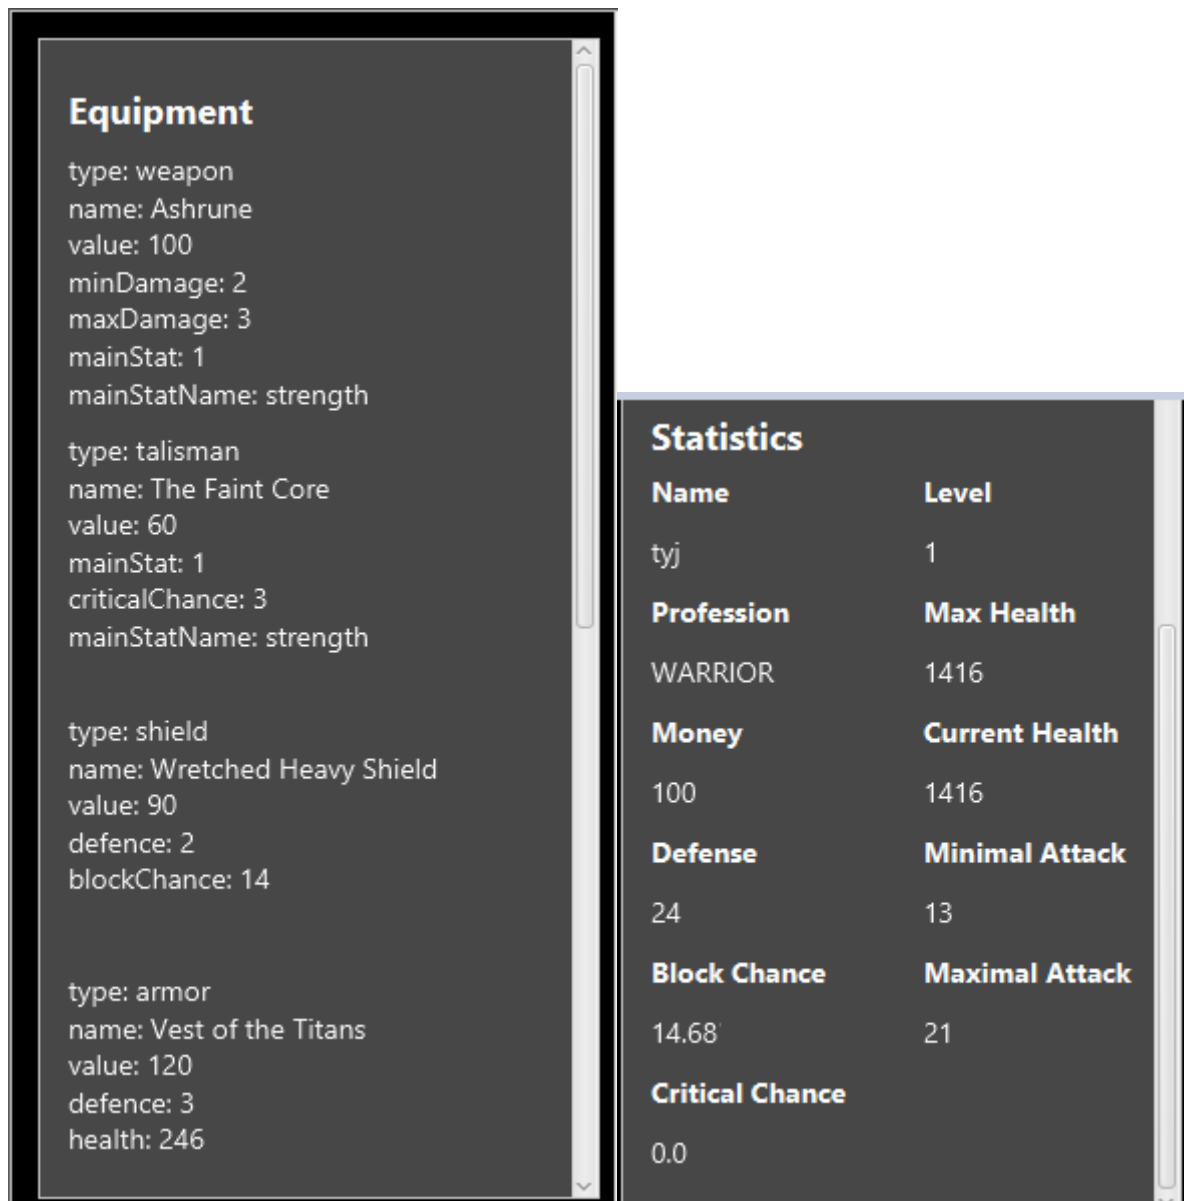 Equipment
type: weapon
name: Ashrune
value: 100
minDamage: 2
maxDamage: 3
mainStat: 1
mainStatName: strength
type: talisman
name: The Faint Core
value: 60
mainStat: 1
criticalChance: 3
mainStatName: strength
type: shield
name: Wretched Heavy Shield
value: 90
defence: 2
blockChance: 14
type: armor
name: Vest of the Titans
value: 120
defence: 3
health: 246
Statistics
Name Level
tyj 1
Profession Max Health
WARRIOR 1416
Money Current Health
100 1416
Defense Minimal Attack
24 13
Block Chance Maximal Attack
14.68 21
Critical Chance
0.0